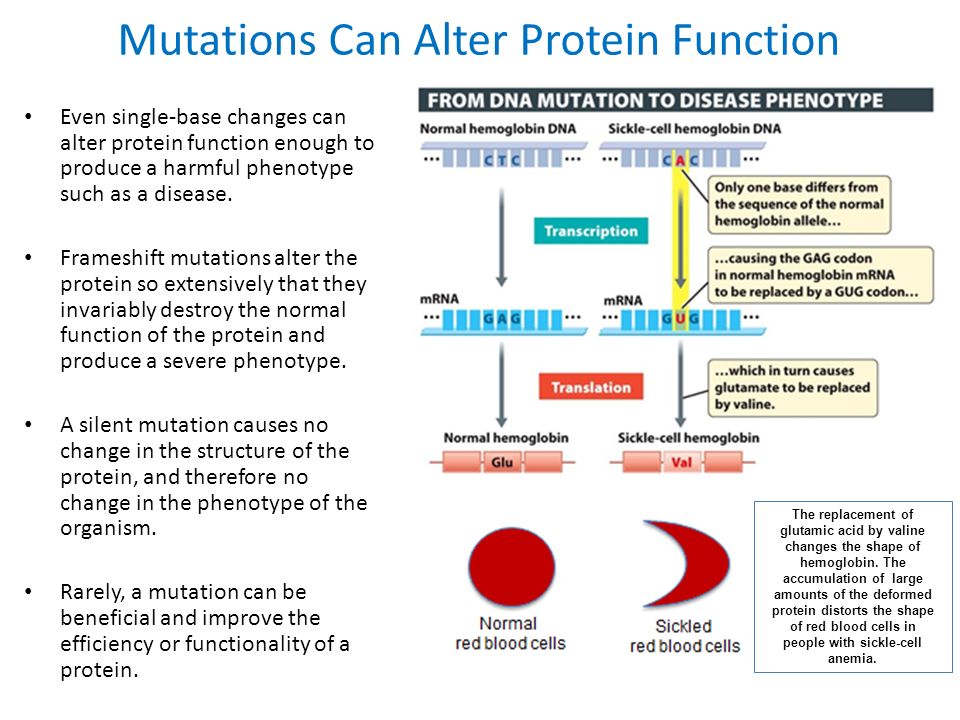 Mutations Can Alter Protein Function
• Even single-base changes can
alter protein function enough to
produce a harmful phenotype
such as a disease.
• Frameshift mutations alter the
protein so extensively that they
invariably destroy the normal
function of the protein and
produce a severe phenotype.
• A silent mutation causes no
change in the structure of the
protein, and therefore no
change in the phenotype of the
organism.
• Rarely, a mutation can be
beneficial and improve the
efficiency or functionality of a
protein.
FROM DNA MUTATION TO DISEASE PHENOTYPE
Normal hemoglobin DNA
Sickle-cell hemoglobin DNA
... C T C ...
... C A C ...
Only one base differs from
the sequence of the normal
hemoglobin allele...
Transcription
...causing the GAG codon
in normal hemoglobin mRNA
to be replaced by a GUG codon...
mRNA
mRNA
... G A G ...
... G U G ...
Translation
...which in turn causes
glutamate to be replaced
by valine.
Normal hemoglobin
Sickle-cell hemoglobin
Glu
Val
Normal
red blood cells
Sickled
red blood cells
The replacement of
glutamic acid by valine
changes the shape of
hemoglobin. The
accumulation of large
amounts of the deformed
protein distorts the shape
of red blood cells in
people with sickle-cell
anemia.